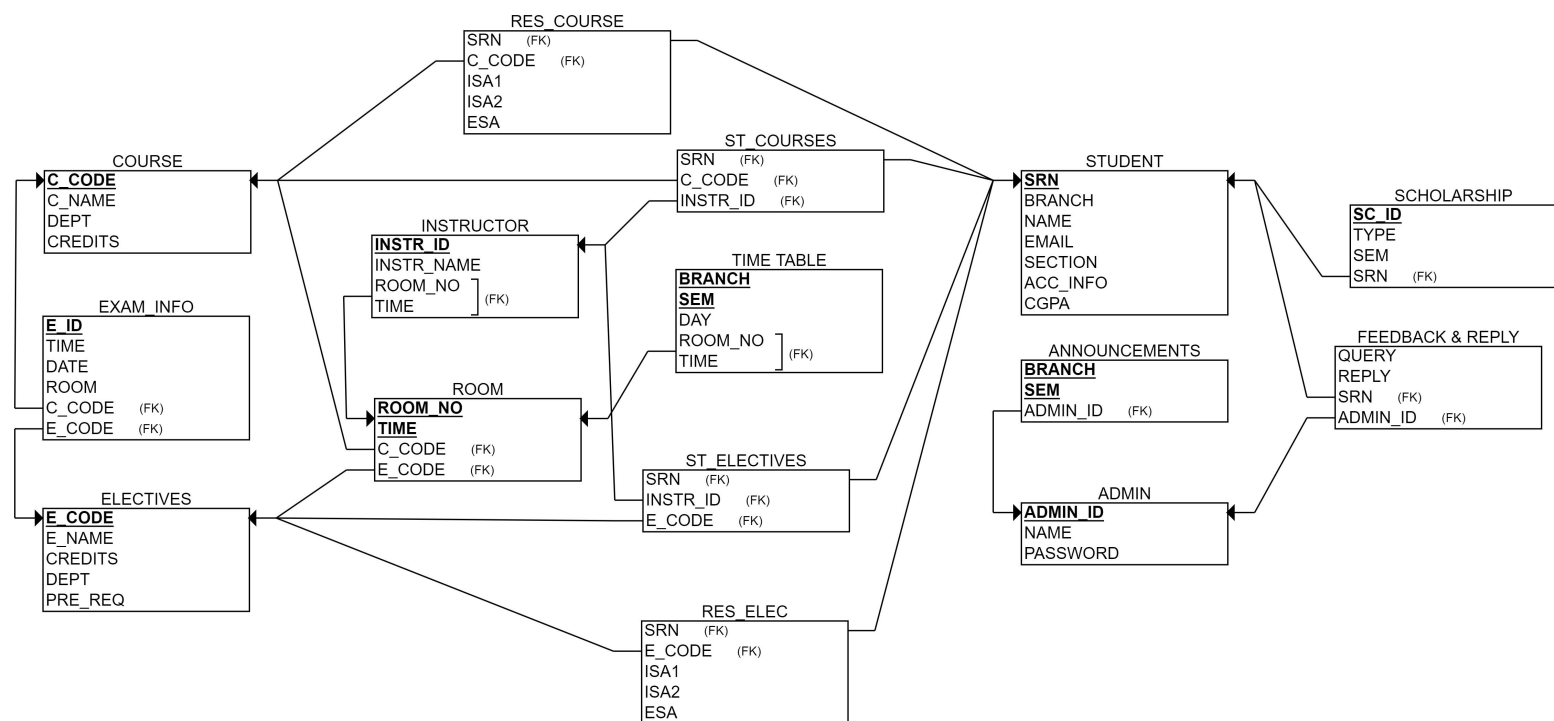 RES_COURSE
SRN (FK)
C_CODE (FK)
ISA1
ISA2
ESA
ST_COURSES
SRN (FK)
C_CODE (FK)
INSTR_ID (FK)
COURSE
C_CODE
C_NAME
DEPT
CREDITS
STUDENT
SRN
BRANCH
NAME
EMAIL
SECTION
ACC_INFO
CGPA
SCHOLARSHIP
SC_ID
TYPE
SEM
SRN (FK)
INSTRUCTOR
INSTR_ID
INSTR_NAME
ROOM_NO
TIME
(FK)
TIME TABLE
BRANCH
SEM
DAY
ROOM_NO
TIME
(FK)
EXAM_INFO
E_ID
TIME
DATE
ROOM
C_CODE (FK)
E_CODE (FK)
FEEDBACK & REPLY
QUERY
REPLY
SRN (FK)
ADMIN_ID (FK)
ANNOUNCEMENTS
BRANCH
SEM
ADMIN_ID (FK)
ROOM
ROOM_NO
TIME
C_CODE (FK)
E_CODE (FK)
ST_ELECTIVES
SRN (FK)
INSTR_ID (FK)
E_CODE (FK)
ELECTIVES
E_CODE
E_NAME
CREDITS
DEPT
PRE_REQ
ADMIN
ADMIN_ID
NAME
PASSWORD
RES_ELEC
SRN (FK)
E_CODE (FK)
ISA1
ISA2
ESA